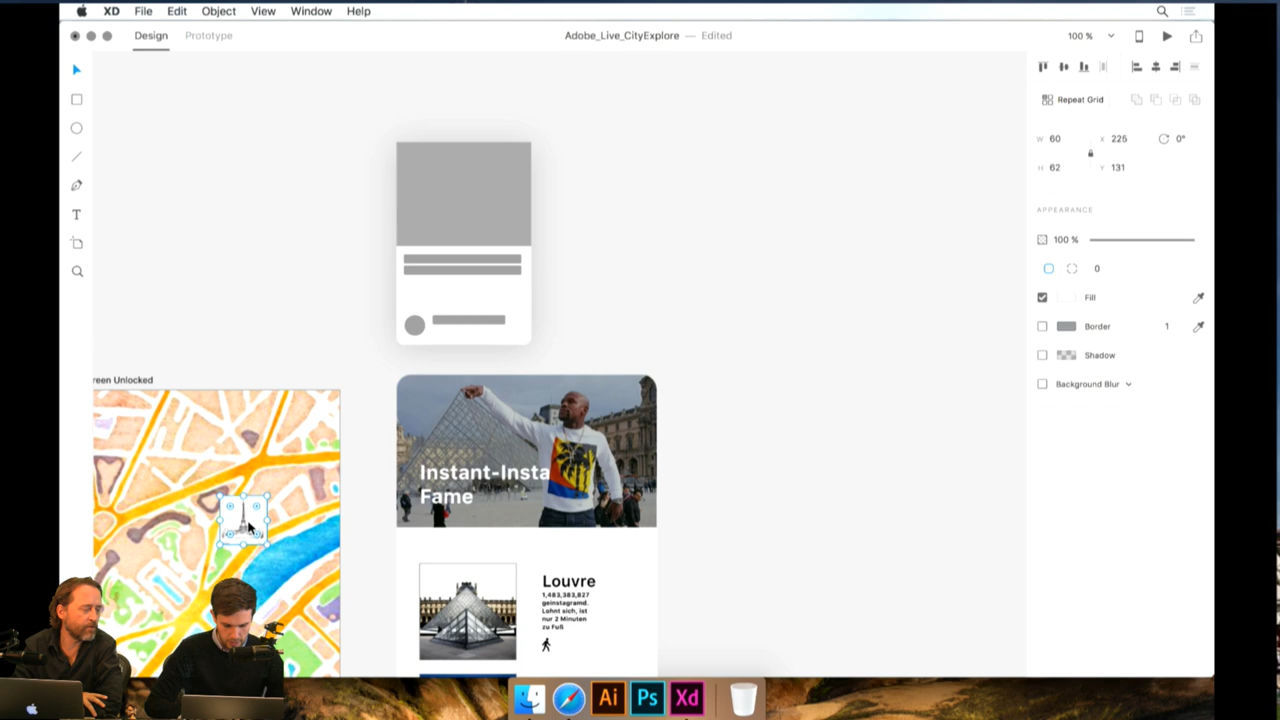 XD File Edit Object View Window Help
Design Prototype
Adobe_Live_CityExplore — Edited
100 %
Repeat Grid
W 60 X 225 0°
H 62 Y 131
APPEARANCE
100 %
0
Fill
Border 1
Shadow
Background Blur
T
reen Unlocked
Instant-Insta
Fame
Louvre
1,483,383,827
geinstagramd.
Lohnt sich, ist
nur 2 Minuten
zu Fuß
Ai Ps Xd